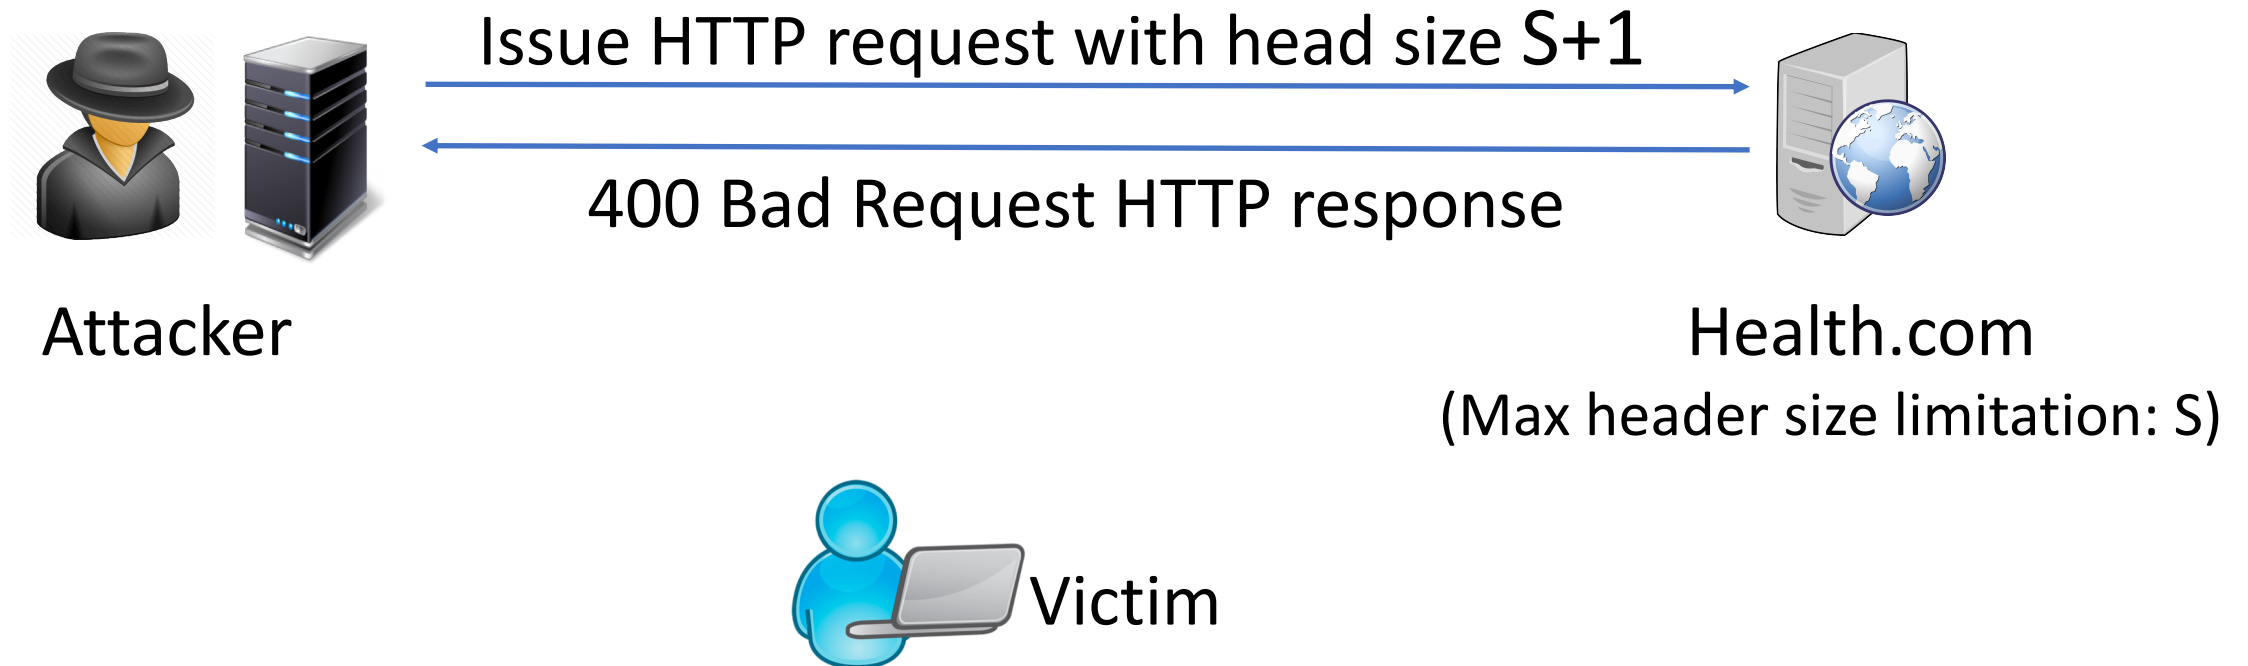 Issue HTTP request with head size S+1
400 Bad Request HTTP response
Attacker
Health.com
(Max header size limitation: S)
Victim